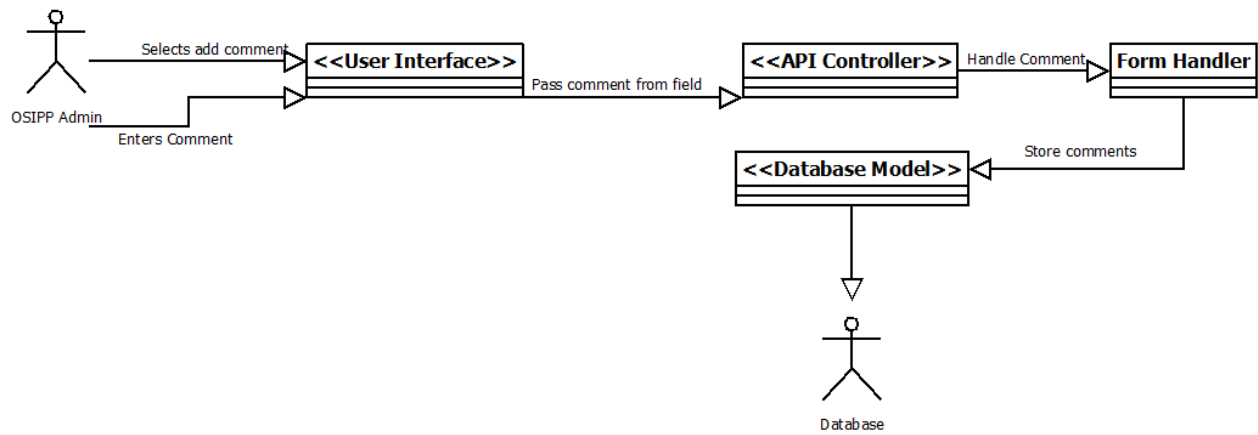 Selects add comment
<<User Interface>>
<<API Controller>>
Handle Comment
Form Handler
Pass comment from field
OSIPP Admin
Enters Comment
Store comments
<<Database Model>>
Database